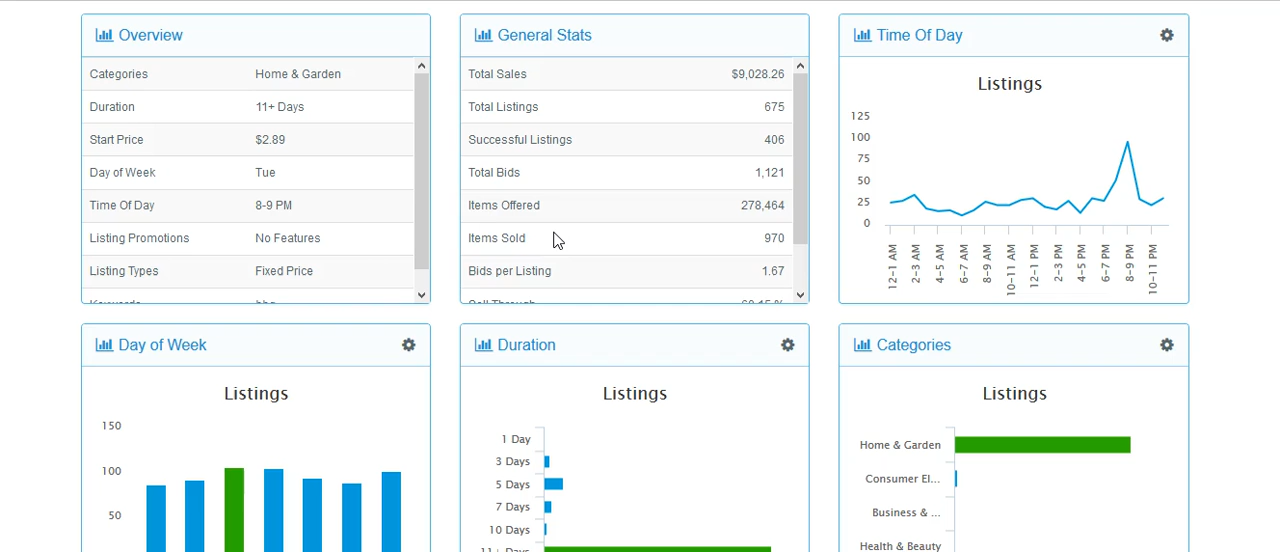 Overview
Categories Home & Garden
Duration 11+ Days
Start Price $2.89
Day of Week Tue
Time Of Day 8-9 PM
Listing Promotions No Features
Listing Types Fixed Price
General Stats
Total Sales $9,028.26
Total Listings 675
Successful Listings 406
Total Bids 1,121
Items Offered 278,464
Items Sold 970
Bids per Listing 1.67
Time Of Day
Listings
125
100
75
50
25
0
12-1 AM
2-3 AM
4-5 AM
6-7 AM
8-9 AM
10-11 AM
12-1 PM
2-3 PM
4-5 PM
6-7 PM
8-9 PM
10-11 PM
Day of Week
Listings
150
100
50
Duration
Listings
1 Day
3 Days
5 Days
7 Days
10 Days
11+ Days
Categories
Listings
Home & Garden
Consumer El...
Business & ...
Health & Beauty